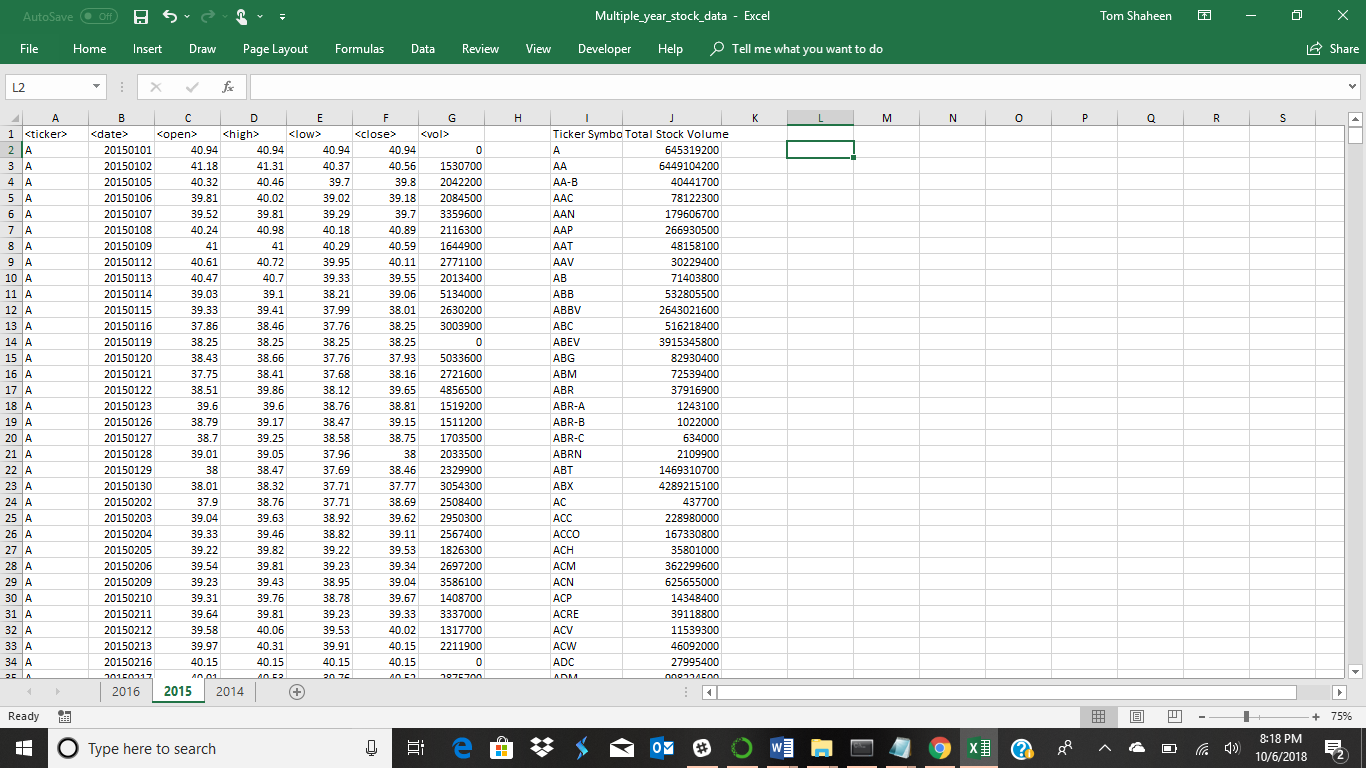 AutoSave Off Multiple_year_stock_data - Excel Tom Shaheen
File Home Insert Draw Page Layout Formulas Data Review View Developer Help Tell me what you want to do Share
L2 fx
A B C D E F G H I J K L M N O P Q R S
1 <ticker> <date> <open> <high> <low> <close> <vol> Ticker Symbo Total Stock Volume
2 A 20150101 40.94 40.94 40.94 40.94 0 A 645319200
3 A 20150102 41.18 41.31 40.37 40.56 1530700 AA 6449104200
4 A 20150105 40.32 40.46 39.7 39.8 2042200 AA-B 40441700
5 A 20150106 39.81 40.02 39.02 39.18 2084500 AAC 78122300
6 A 20150107 39.52 39.81 39.29 39.7 3359600 AAN 179606700
7 A 20150108 40.24 40.98 40.18 40.89 2116300 AAP 266930500
8 A 20150109 41 41 40.29 40.59 1644900 AAT 48158100
9 A 20150112 40.61 40.72 39.95 40.11 2771100 AAV 30229400
10 A 20150113 40.47 40.7 39.33 39.55 2013400 AB 71403800
11 A 20150114 39.03 39.1 38.21 39.06 5134000 ABB 532805500
12 A 20150115 39.33 39.41 37.99 38.01 2630200 ABBV 2643021600
13 A 20150116 37.86 38.46 37.76 38.25 3003900 ABC 516218400
14 A 20150119 38.25 38.25 38.25 38.25 0 ABEV 3915345800
15 A 20150120 38.43 38.66 37.76 37.93 5033600 ABG 82930400
16 A 20150121 37.75 38.41 37.68 38.16 2721600 ABM 72539400
17 A 20150122 38.51 39.86 38.12 39.65 4856500 ABR 37916900
18 A 20150123 39.6 39.6 38.76 38.81 1519200 ABR-A 1243100
19 A 20150126 38.79 39.17 38.47 39.15 1511200 ABR-B 1022000
20 A 20150127 38.7 39.25 38.58 38.75 1703500 ABR-C 634000
21 A 20150128 39.01 39.05 37.96 38 2033500 ABRN 2109900
22 A 20150129 38 38.47 37.69 38.46 2329900 ABT 1469310700
23 A 20150130 38.01 38.32 37.71 37.77 3054300 ABX 4289215100
24 A 20150202 37.9 38.76 37.71 38.69 2508400 AC 437700
25 A 20150203 39.04 39.63 38.92 39.62 2950300 ACC 228980000
26 A 20150204 39.33 39.46 38.82 39.11 2567400 ACCO 167330800
27 A 20150205 39.22 39.82 39.22 39.53 1826300 ACH 35801000
28 A 20150206 39.54 39.81 39.23 39.34 2697200 ACM 362299600
29 A 20150209 39.23 39.43 38.95 39.04 3586100 ACN 625655000
30 A 20150210 39.31 39.76 38.78 39.67 1408700 ACP 14348400
31 A 20150211 39.64 39.81 39.23 39.33 3337000 ACRE 39118800
32 A 20150212 39.58 40.06 39.53 40.02 1317700 ACV 11539300
33 A 20150213 39.97 40.31 39.91 40.15 2211900 ACW 46092000
34 A 20150216 40.15 40.15 40.15 40.15 0 ADC 27995400
35 A 20150217 40.01 40.53 39.76 40.52 ADM
2016 2015 2014
Ready 75%
Type here to search 8:18 PM
10/6/2018 2